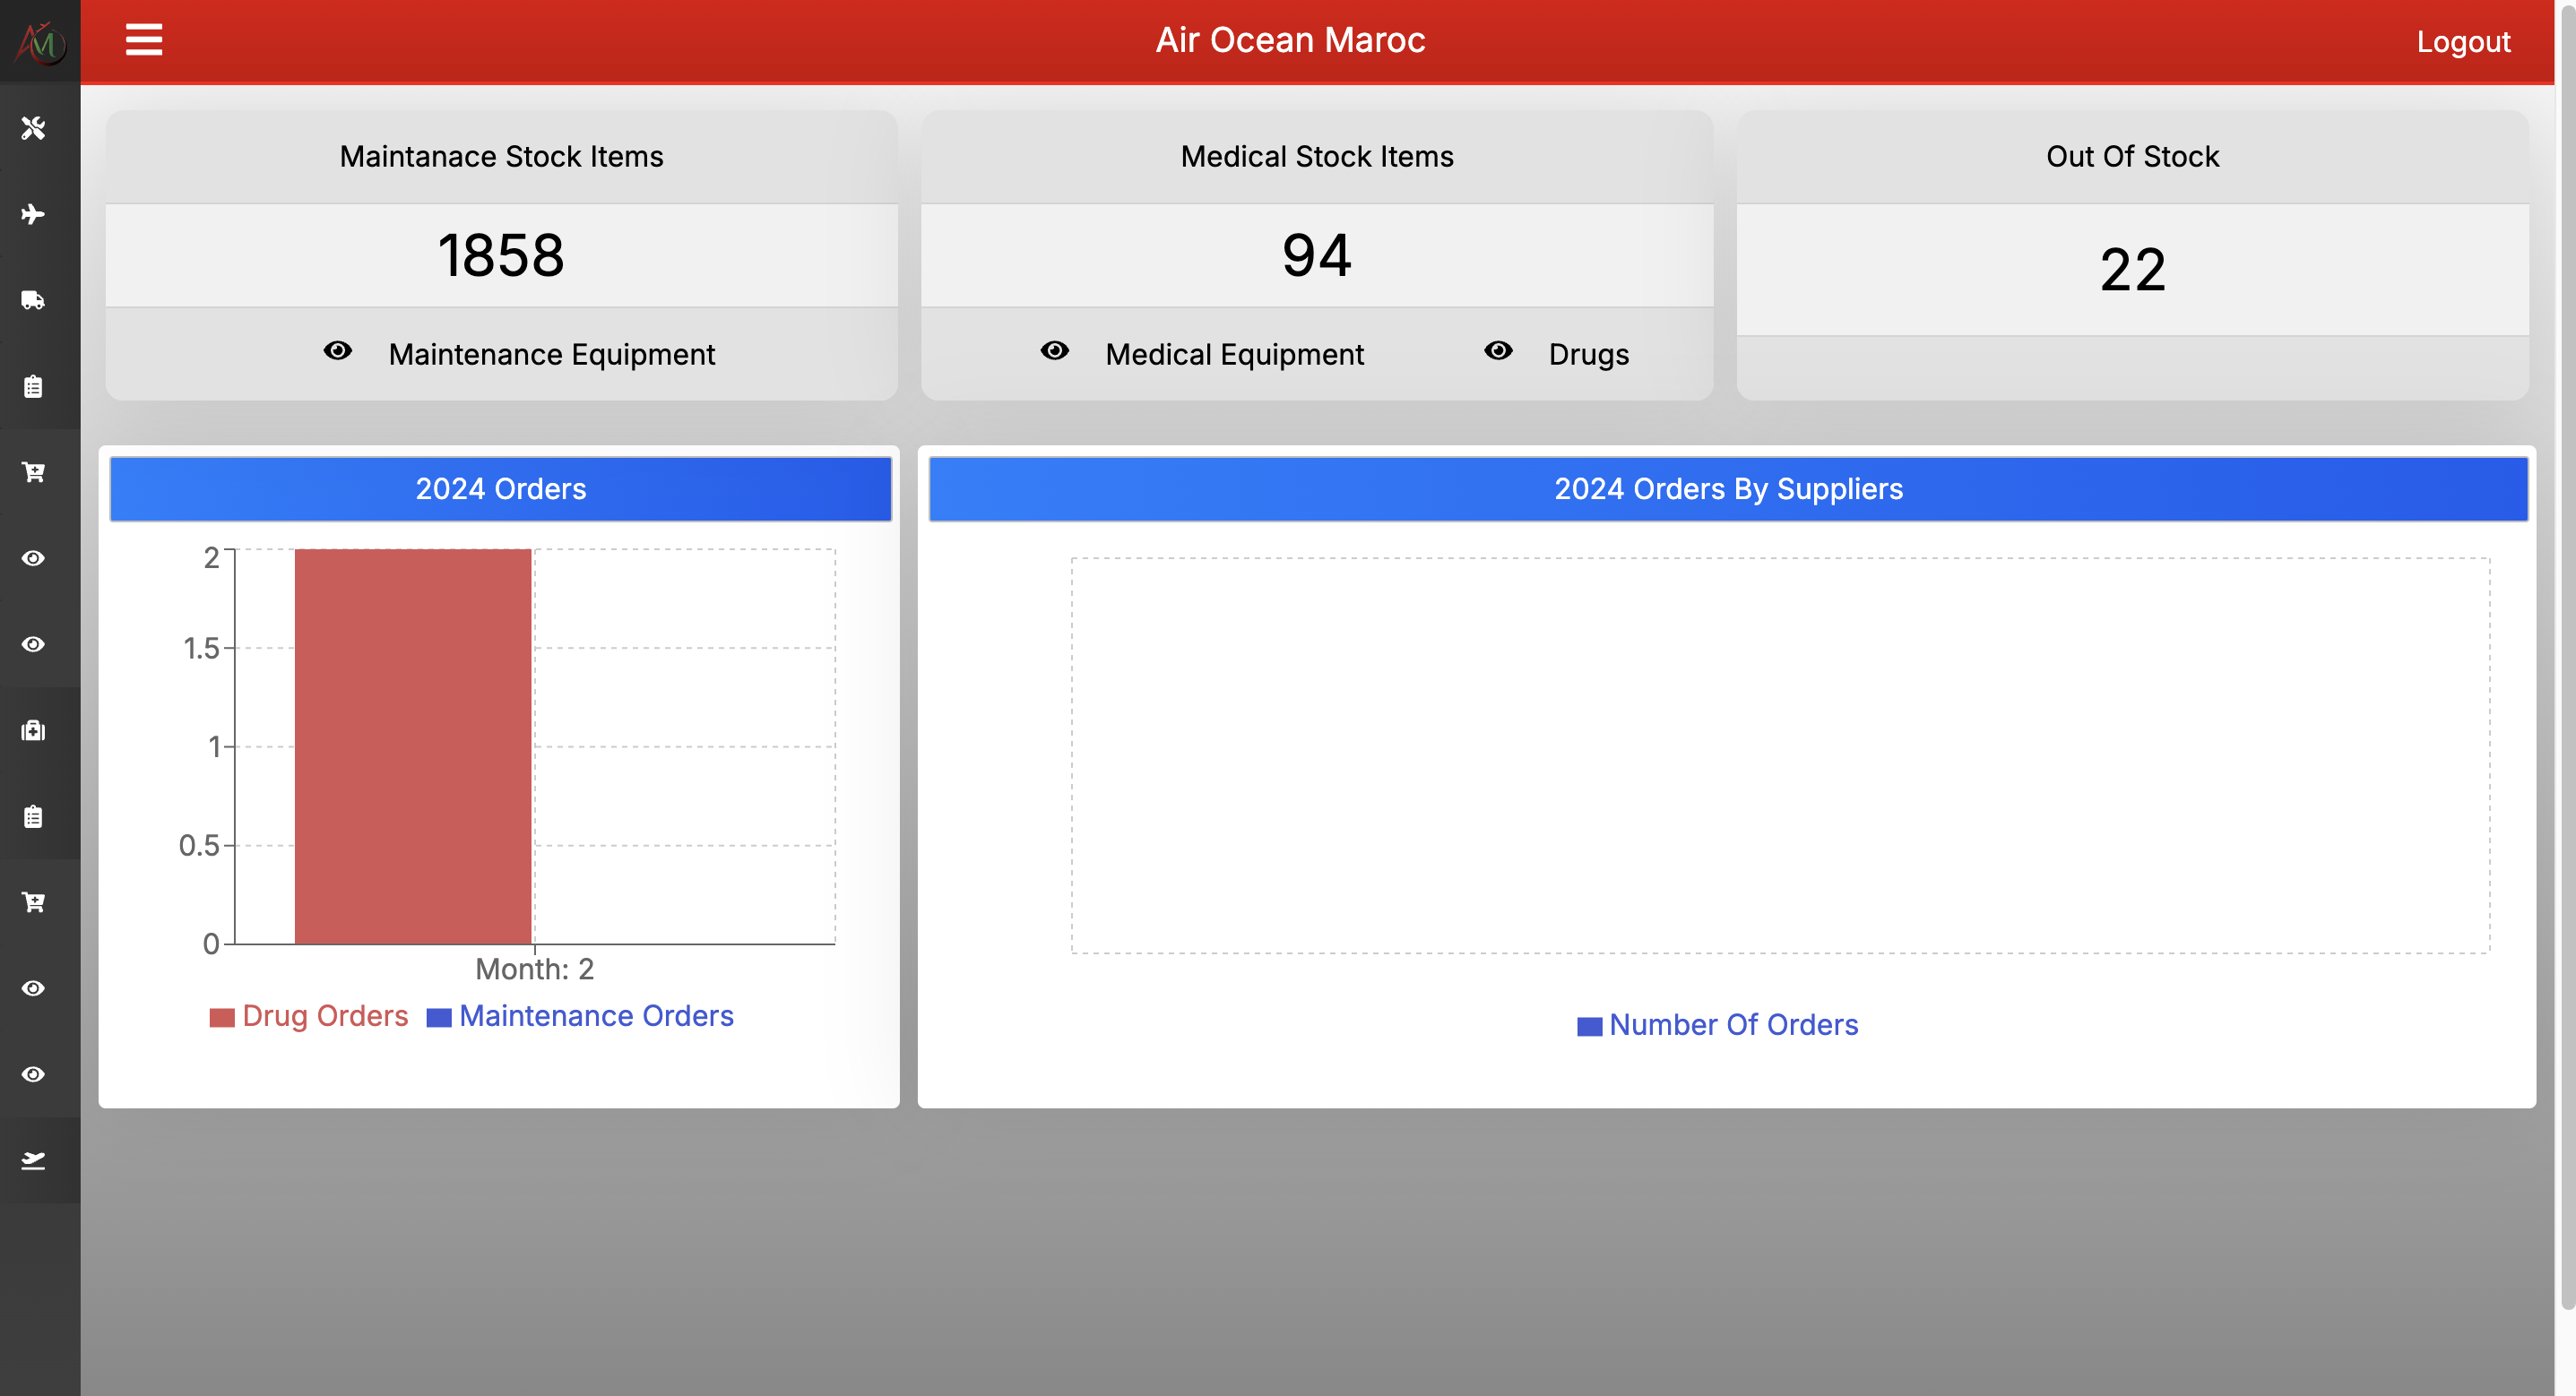 Air Ocean Maroc
Logout
Maintanace Stock Items
1858
Maintenance Equipment
Medical Stock Items
94
Medical Equipment
Drugs
Out Of Stock
22
2024 Orders
2
1.5
1
0.5
0
Month: 2
Drug Orders
Maintenance Orders
2024 Orders By Suppliers
Number Of Orders